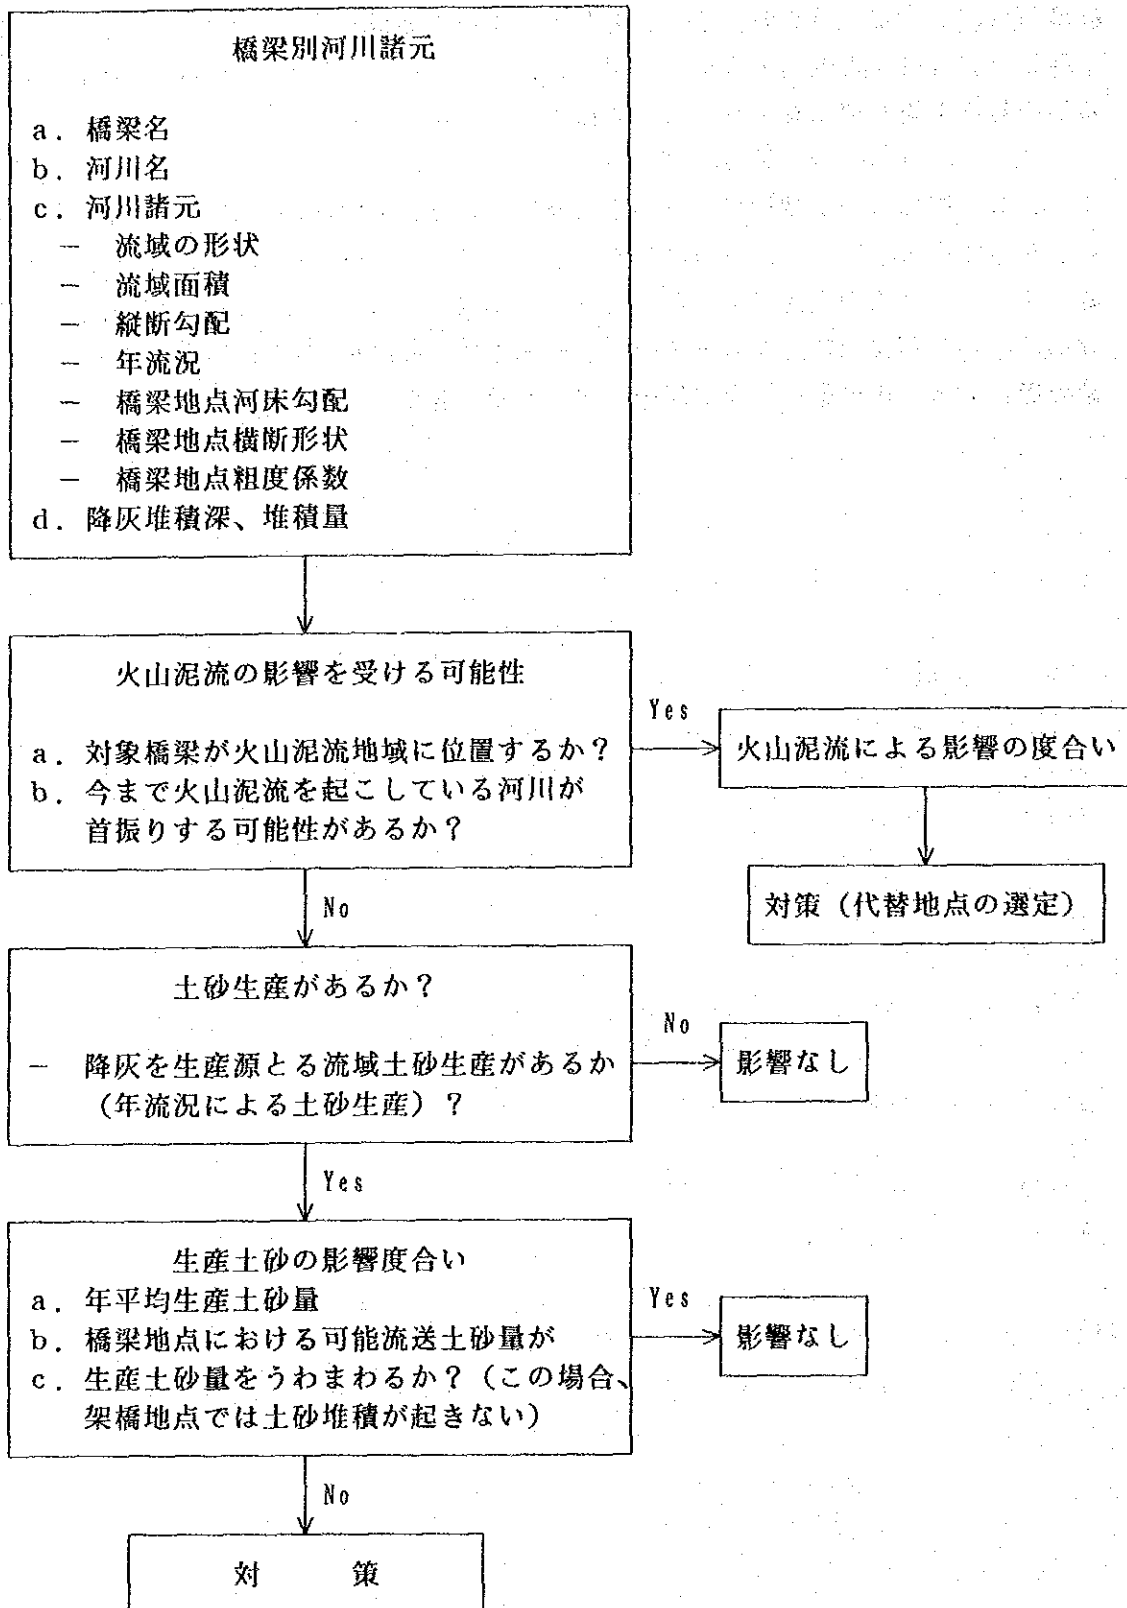 橋梁別河川諸元
a. 橋梁名
b. 河川名
c. 河川諸元
－ 流域の形状
－ 流域面積
－ 縦断勾配
－ 年流況
－ 橋梁地点河床勾配
－ 橋梁地点横断形状
－ 橋梁地点粗度係数
d. 降灰堆積深、堆積量
火山泥流の影響を受ける可能性
a. 対象橋梁が火山泥流地域に位置するか？
b. 今まで火山泥流を起こしている河川が
首振りする可能性があるか？
Yes
火山泥流による影響の度合い
対策（代替地点の選定）
No
土砂生産があるか？
－ 降灰を生産源とる流域土砂生産があるか
（年流況による土砂生産）？
No
影響なし
Yes
生産土砂の影響度合い
a. 年平均生産土砂量
b. 橋梁地点における可能流送土砂量が
c. 生産土砂量をうわまわるか？（この場合、
架橋地点では土砂堆積が起きない）
Yes
影響なし
No
対 策